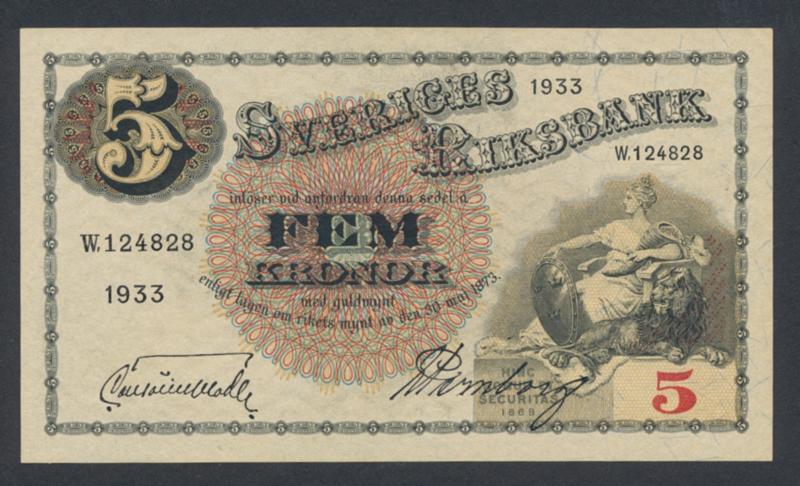 5
SVERIGES
1933
RIKSBANK
W.124828
inlöser vid anfordran denna sedel å
FEM
W.124828
KRONOR
1933
med guldmynt
enligt lagen om rikets mynt av den 30 maj 1873.
HINC
SECURITAS
1668
5